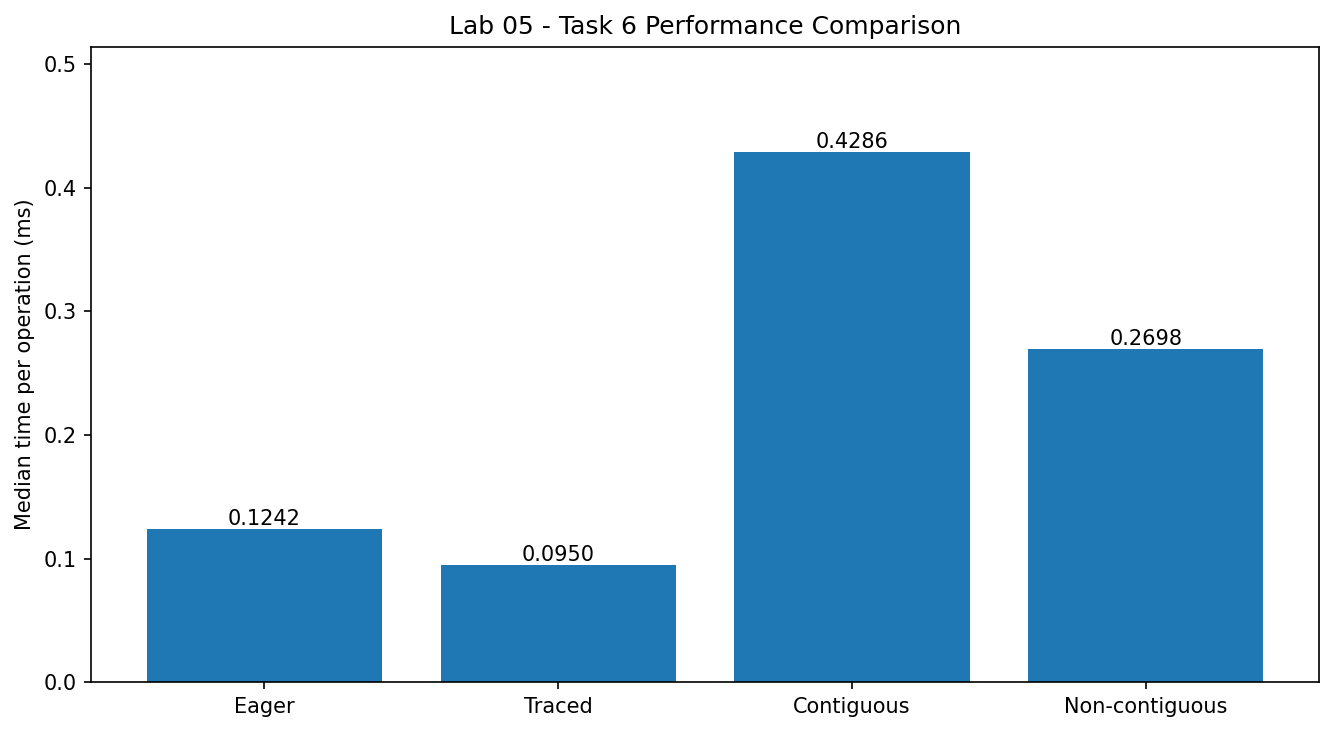 Lab 05 - Task 6 Performance Comparison
Median time per operation (ms)
0.5
0.4
0.3
0.2
0.1
0.0
0.1242
0.0950
0.4286
0.2698
Eager
Traced
Contiguous
Non-contiguous